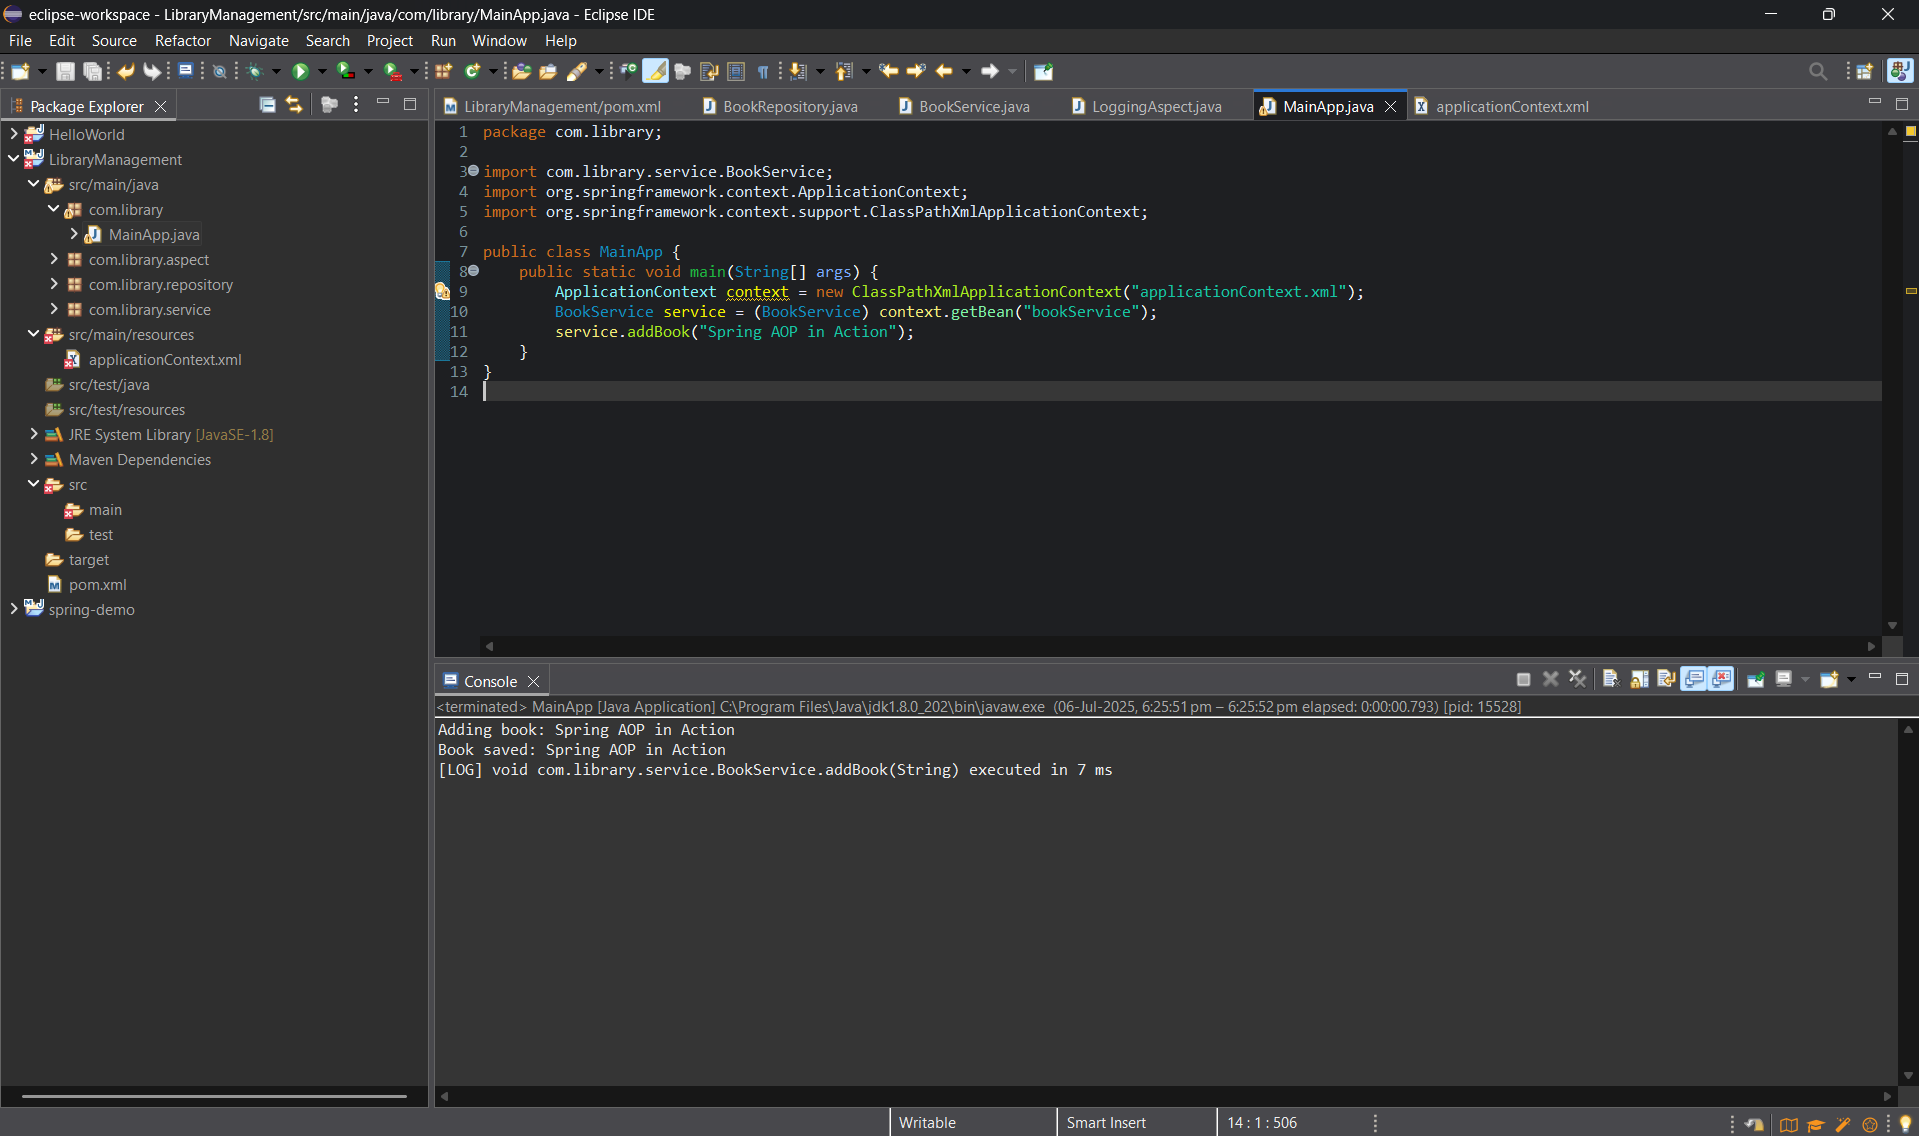 eclipse-workspace - LibraryManagement/src/main/java/com/library/MainApp.java - Eclipse IDE
File Edit Source Refactor Navigate Search Project Run Window Help
Package Explorer
HelloWorld
LibraryManagement
src/main/java
com.library
MainApp.java
com.library.aspect
com.library.repository
com.library.service
src/main/resources
applicationContext.xml
src/test/java
src/test/resources
JRE System Library [JavaSE-1.8]
Maven Dependencies
src
main
test
target
pom.xml
spring-demo
LibraryManagement/pom.xml BookRepository.java BookService.java LoggingAspect.java MainApp.java applicationContext.xml
1 package com.library;
2
3 import com.library.service.BookService;
4 import org.springframework.context.ApplicationContext;
5 import org.springframework.context.support.ClassPathXmlApplicationContext;
6
7 public class MainApp {
8 public static void main(String[] args) {
9 ApplicationContext context = new ClassPathXmlApplicationContext("applicationContext.xml");
10 BookService service = (BookService) context.getBean("bookService");
11 service.addBook("Spring AOP in Action");
12 }
13 }
14
Console
<terminated> MainApp [Java Application] C:\Program Files\Java\jdk1.8.0_202\bin\javaw.exe (06-Jul-2025, 6:25:51 pm – 6:25:52 pm elapsed: 0:00:00.793) [pid: 15528]
Adding book: Spring AOP in Action
Book saved: Spring AOP in Action
[LOG] void com.library.service.BookService.addBook(String) executed in 7 ms
Writable Smart Insert 14 : 1 : 506